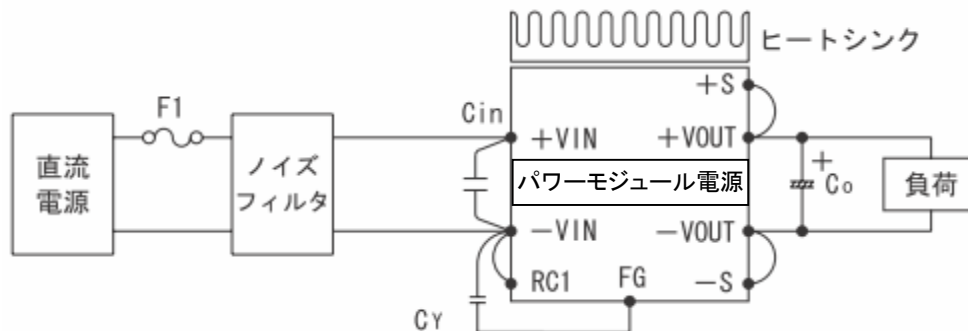 ヒートシンク
+S
F1
Cin
+VIN
+VOUT
直流
電源
ノイズ
フィルタ
パワーモジュール電源
+
Co
負荷
-VIN
-VOUT
RC1
FG
-S
CY